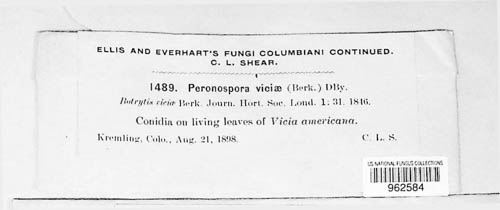 ELLIS AND EVERHART'S FUNGI COLUMBIANI CONTINUED.
C. L. SHEAR.
1489. Peronospora viciæ (Berk.) DBy.
Botrytis viciæ Berk. Journ. Hort. Soc. Lond. 1: 31. 1846.
Conidia on living leaves of Vicia americana.
Kremling, Colo., Aug. 21, 1898. C. L. S.
US NATIONAL FUNGUS COLLECTIONS
962584